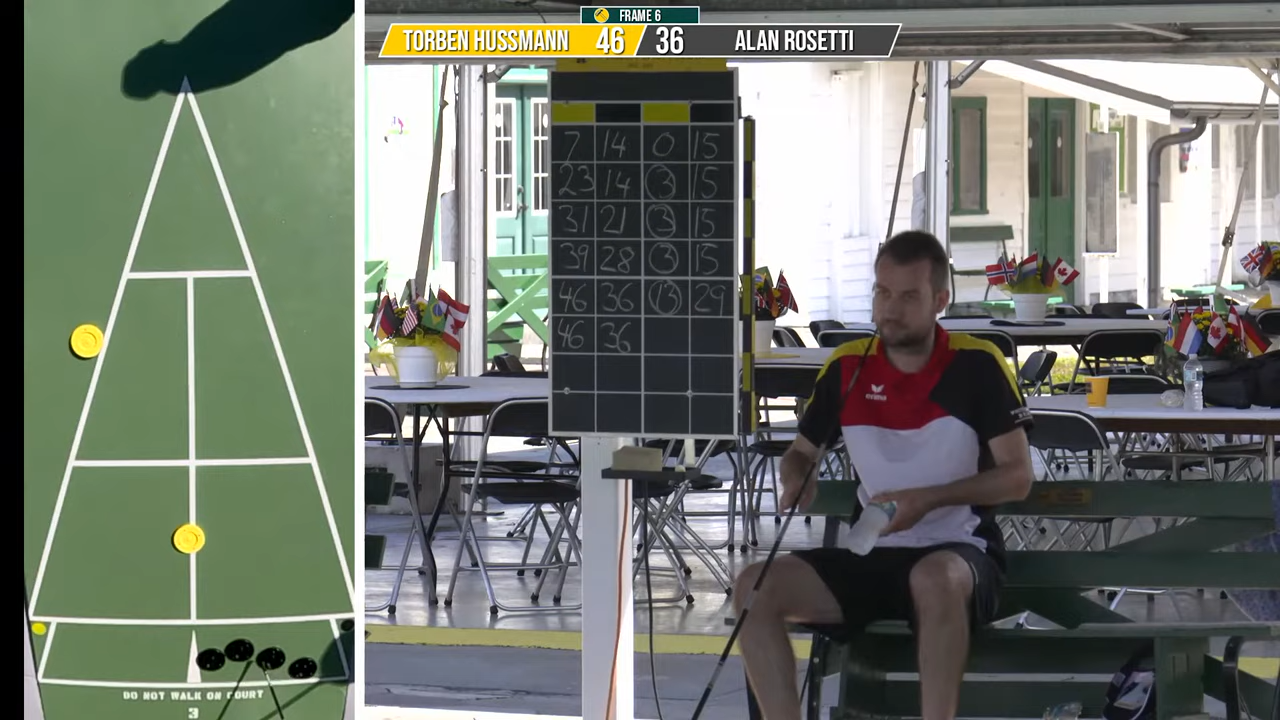 FRAME 6
TORBEN HUSSMANN 46 36 ALAN ROSETTI
7 14 0 15
23 14 3 15
31 21 3 15
39 28 3 15
46 36 13 29
46 36
erima
DO NOT WALK ON COURT
3